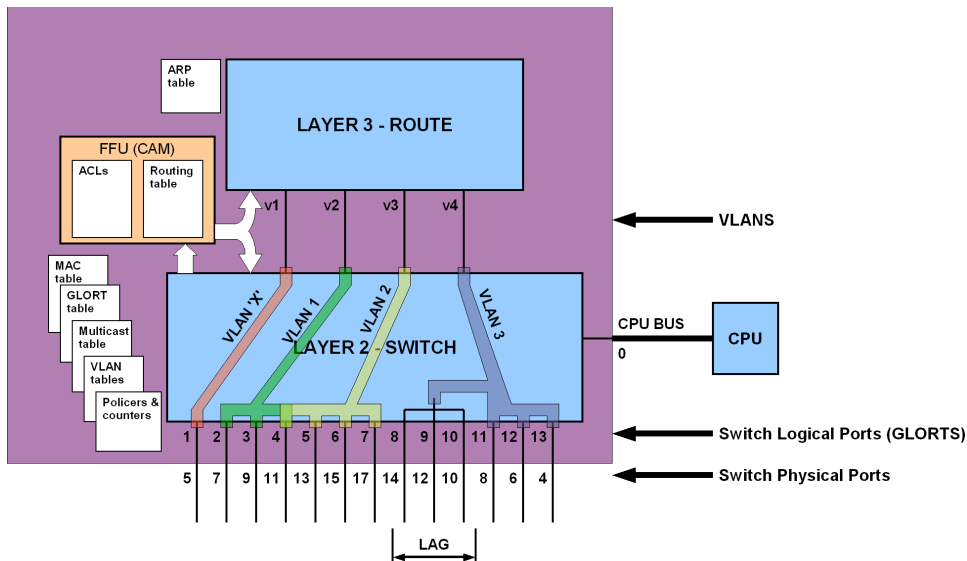 ARP
table
LAYER 3 - ROUTE
FFU (CAM)
ACLs
Routing
table
v1 v2 v3 v4
VLANS
MAC
table
GLORT
table
Multicast
table
VLAN
tables
Policers &
counters
VLAN 'X'
VLAN 1
VLAN 2
VLAN 3
LAYER 2 - SWITCH
CPU BUS
0
CPU
1 2 3 4 5 6 7 8 9 10 11 12 13
Switch Logical Ports (GLORTS)
5 7 9 11 13 15 17 14 12 10 8 6 4
Switch Physical Ports
LAG